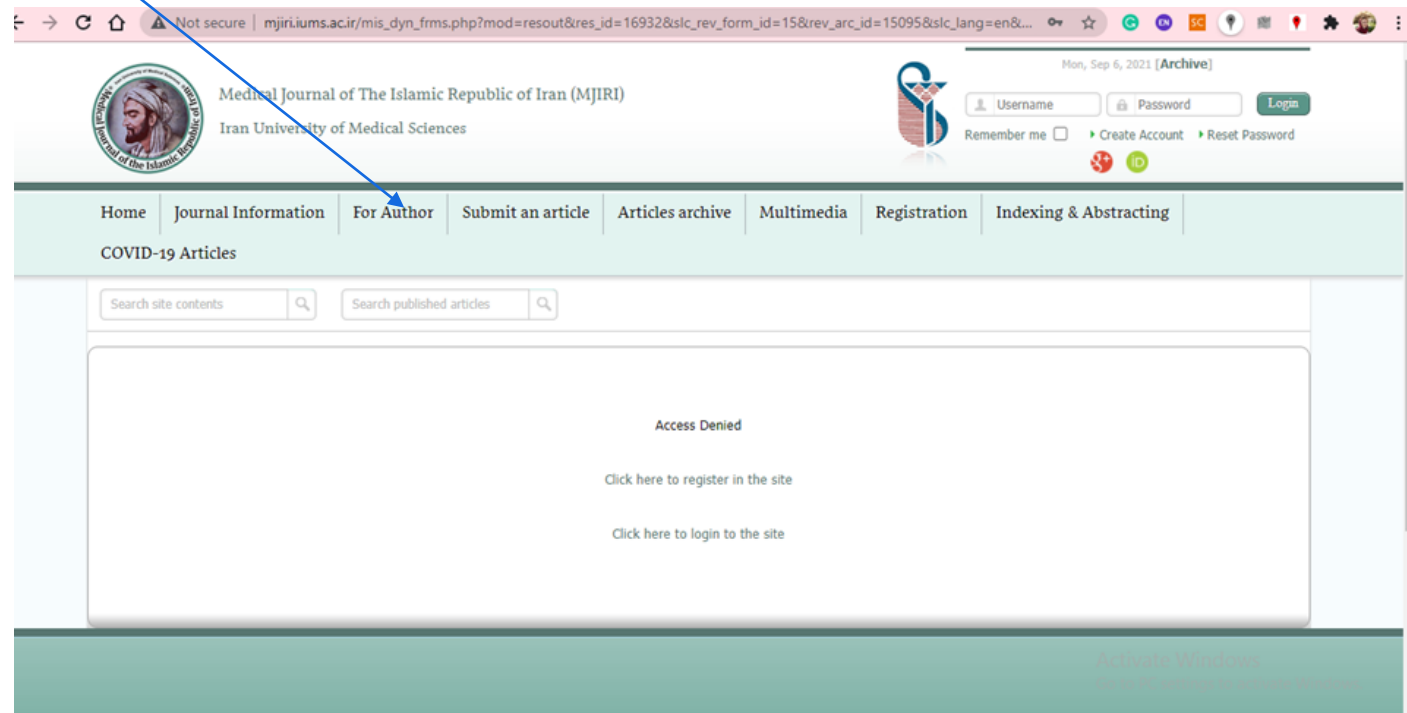 Not secure | mjiri.iums.ac.ir/mis_dyn_frms.php?mod=resout&res_id=16932&slc_rev_form_id=15&rev_arc_id=15095&slc_lang=en&...
Mon, Sep 6, 2021 [Archive]
Medical Journal of The Islamic Republic of Iran (MJIRI)
Iran University of Medical Sciences
Username Password Login
Remember me Create Account Reset Password
Home Journal Information For Author Submit an article Articles archive Multimedia Registration Indexing & Abstracting
COVID-19 Articles
Search site contents Search published articles
Access Denied
Click here to register in the site
Click here to login to the site
Activate Windows